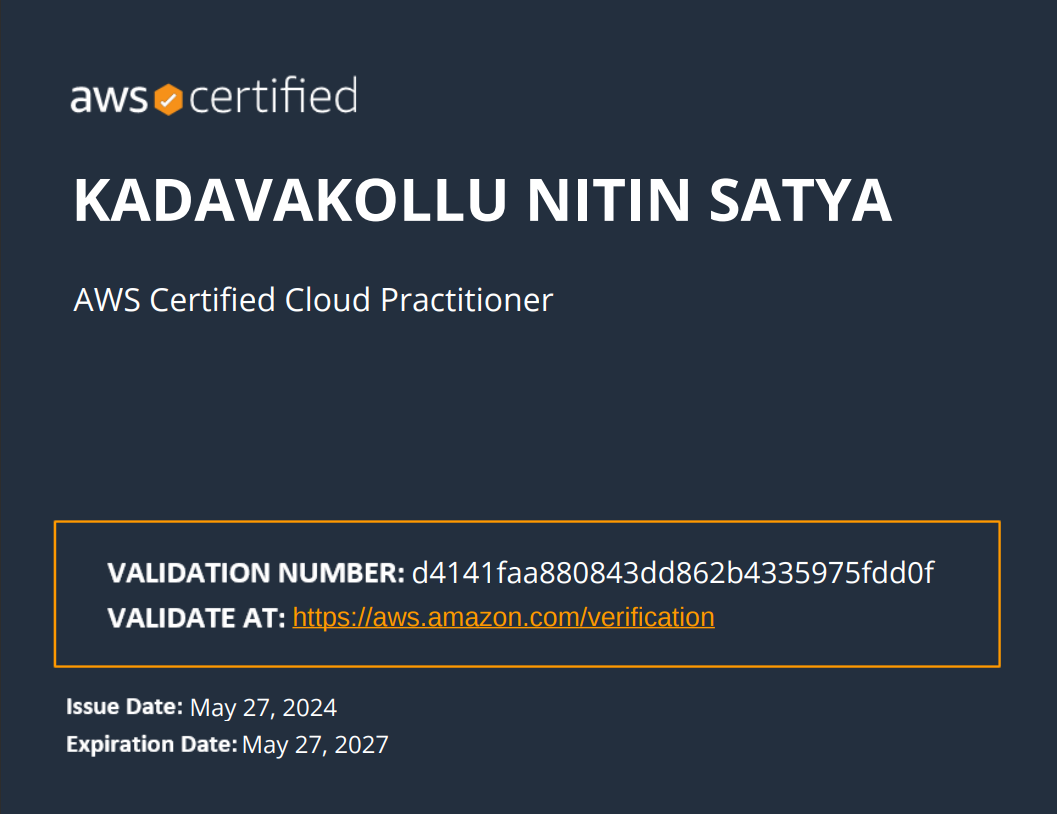 aws certified
KADAVAKOLLU NITIN SATYA
AWS Certified Cloud Practitioner
VALIDATION NUMBER: d4141faa880843dd862b4335975fdd0f
VALIDATE AT: https://aws.amazon.com/verification
Issue Date: May 27, 2024
Expiration Date: May 27, 2027